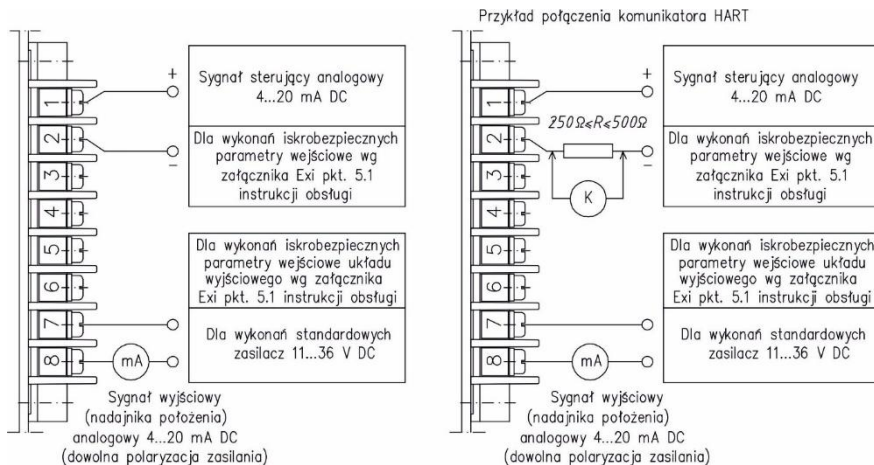 Przykład połączenia komunikatora HART
1
2
3
4
5
6
7
8
+
–
mA
Sygnał sterujący analogowy
4...20 mA DC
Dla wykonań iskrobezpiecznych
parametry wejściowe wg
załącznika Exi pkt. 5.1
instrukcji obsługi
Dla wykonań iskrobezpiecznych
parametry wejściowe układu
wyjściowego wg załącznika
Exi pkt. 5.1 instrukcji obsługi
Dla wykonań standardowych
zasilacz 11...36 V DC
Sygnał wyjściowy
(nadajnika położenia)
analogowy 4...20 mA DC
(dowolna polaryzacja zasilania)
1
2
3
4
5
6
7
8
+
–
250Ω≤R≤500Ω
K
mA
Sygnał sterujący analogowy
4...20 mA DC
Dla wykonań iskrobezpiecznych
parametry wejściowe wg
załącznika Exi pkt. 5.1
instrukcji obsługi
Dla wykonań iskrobezpiecznych
parametry wejściowe układu
wyjściowego wg załącznika
Exi pkt. 5.1 instrukcji obsługi
Dla wykonań standardowych
zasilacz 11...36 V DC
Sygnał wyjściowy
(nadajnika położenia)
analogowy 4...20 mA DC
(dowolna polaryzacja zasilania)